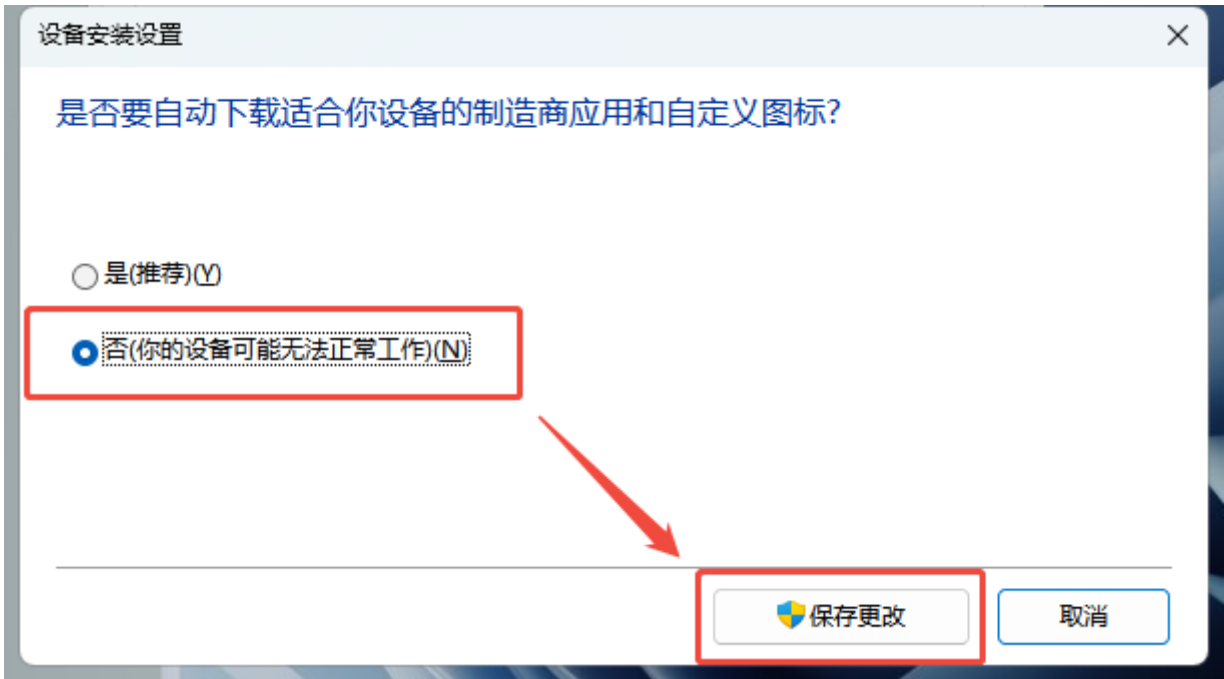 设备安装设置
是否要自动下载适合你设备的制造商应用和自定义图标?
是(推荐)(Y)
否(你的设备可能无法正常工作)(N)
保存更改
取消